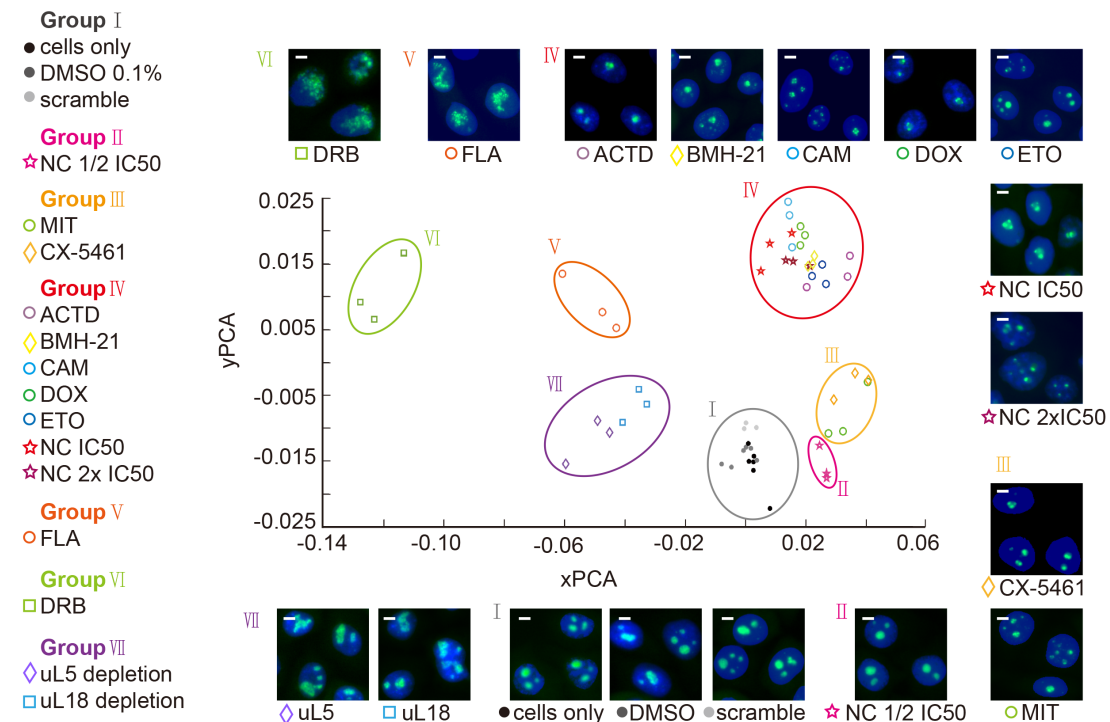 Group Ⅰ
cells only
DMSO 0.1%
scramble
Group Ⅱ
NC 1/2 IC50
Group Ⅲ
MIT
CX-5461
Group Ⅳ
ACTD
BMH-21
CAM
DOX
ETO
NC IC50
NC 2x IC50
Group Ⅴ
FLA
Group Ⅵ
DRB
Group Ⅶ
uL5 depletion
uL18 depletion
Ⅵ
Ⅴ
Ⅳ
DRB
FLA
ACTD
BMH-21
CAM
DOX
ETO
NC IC50
NC 2xIC50
Ⅲ
CX-5461
MIT
yPCA
0.025
0.015
0.005
-0.005
-0.015
-0.025
-0.14
-0.10
-0.06
-0.02
0.02
0.06
xPCA
Ⅵ
Ⅴ
Ⅳ
Ⅶ
Ⅰ
Ⅲ
Ⅱ
Ⅶ
Ⅰ
Ⅱ
uL5
uL18
cells only
DMSO
scramble
NC 1/2 IC50